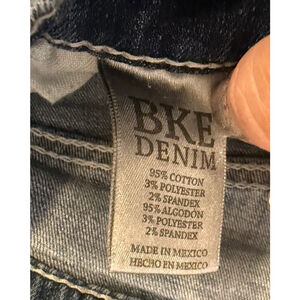 BKE
DENIM
95% COTTON
3% POLYESTER
2% SPANDEX
95% ALGODÓN
3% POLYESTER
2% SPANDEX
MADE IN MEXICO
HECHO EN MEXICO